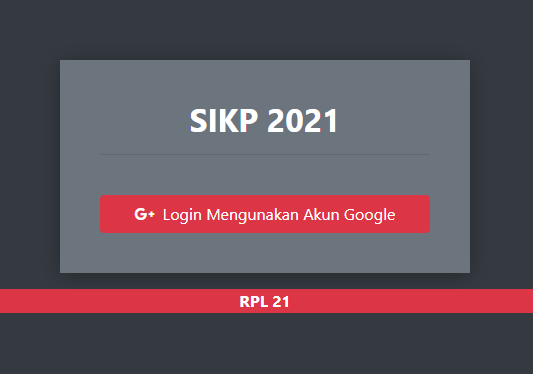 SIKP 2021
G+ Login Mengunakan Akun Google
RPL 21